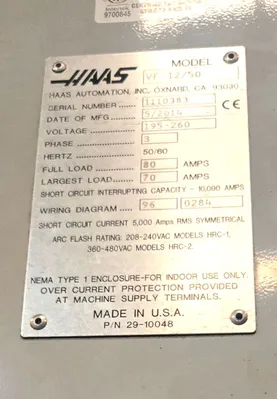 9700645
HAAS
MODEL
VF 12/50
HAAS AUTOMATION, INC. OXNARD, CA. 93030
SERIAL NUMBER 1110383
CE
DATE OF MFG. 5/2014
VOLTAGE 195-260
PHASE 3
HERTZ 50/60
FULL LOAD 80 AMPS
LARGEST LOAD 70 AMPS
SHORT CIRCUIT INTERRUPTING CAPACITY - 10,000 AMPS
WIRING DIAGRAM 96 0284
SHORT CIRCUIT CURRENT 5,000 Amps RMS SYMMETRICAL
ARC FLASH RATING: 208-240VAC MODELS HRC-1,
360-480VAC MODELS HRC-2.
NEMA TYPE 1 ENCLOSURE-FOR INDOOR USE ONLY.
OVER CURRENT PROTECTION PROVIDED
AT MACHINE SUPPLY TERMINALS.
MADE IN U.S.A.
P/N 29-10048